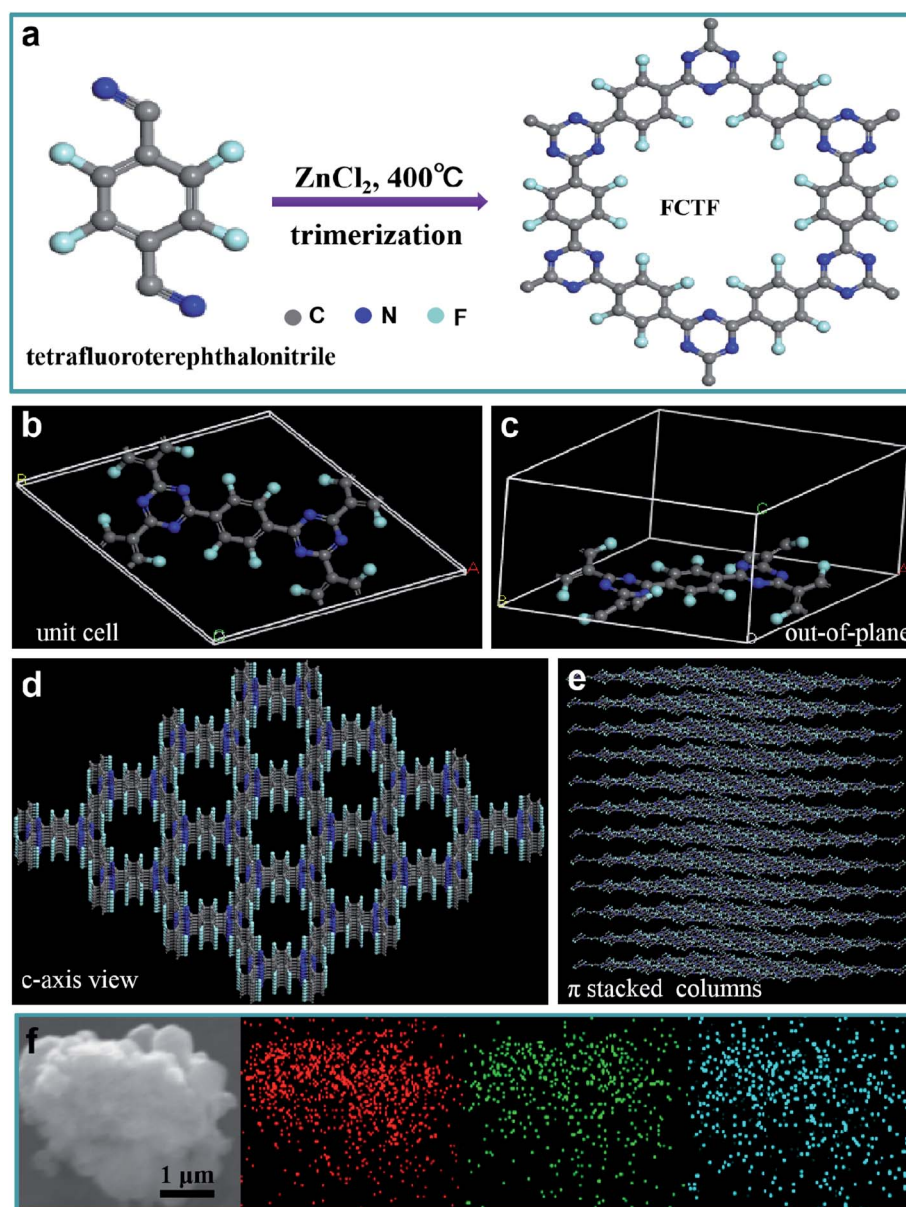 a
ZnCl2, 400℃
trimerization
FCTF
C N F
tetrafluoroterephthalonitrile
b
B
A
unit cell
c
C
B
A
O
out-of-plane
d
c-axis view
e
π stacked columns
f
1 μm